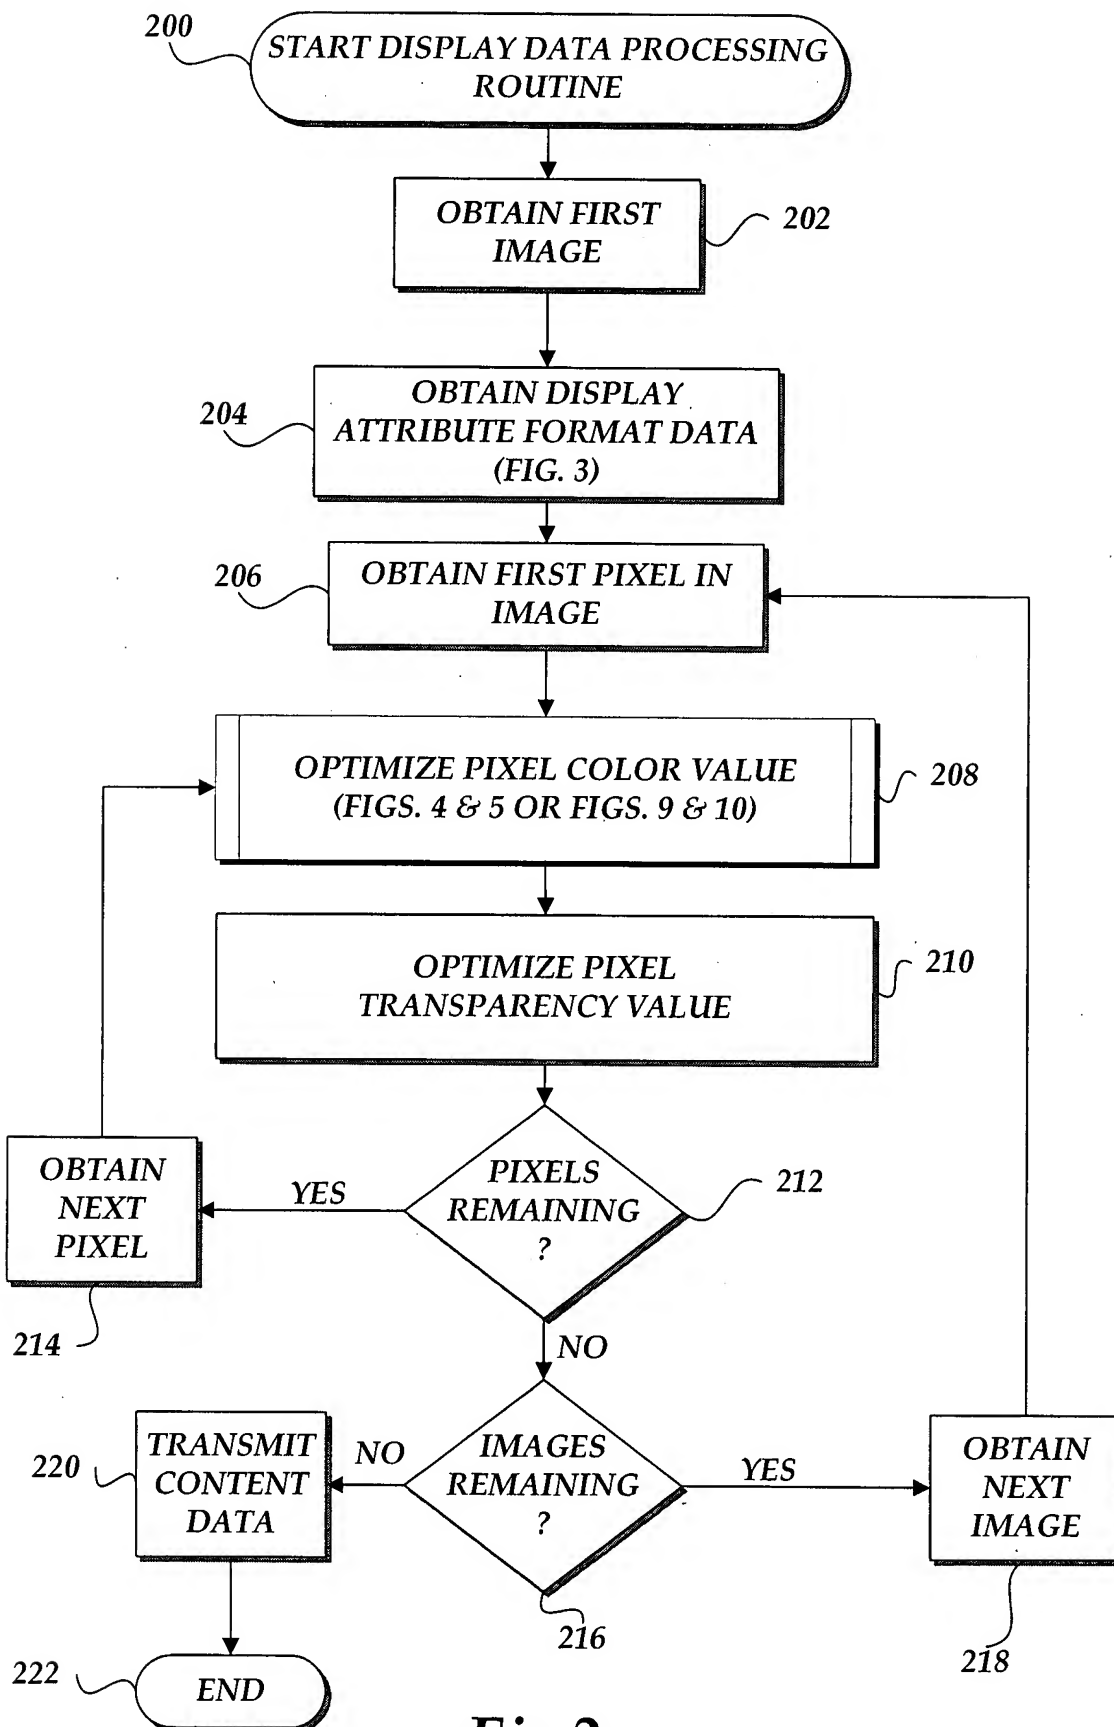 200
START DISPLAY DATA PROCESSING
ROUTINE
OBTAIN FIRST
IMAGE
202
204
OBTAIN DISPLAY
ATTRIBUTE FORMAT DATA
(FIG. 3)
206
OBTAIN FIRST PIXEL IN
IMAGE
OPTIMIZE PIXEL COLOR VALUE
(FIGS. 4 & 5 OR FIGS. 9 & 10)
208
OPTIMIZE PIXEL
TRANSPARENCY VALUE
210
OBTAIN
NEXT
PIXEL
214
YES
PIXELS
REMAINING
?
212
NO
220
TRANSMIT
CONTENT
DATA
NO
IMAGES
REMAINING
?
216
YES
OBTAIN
NEXT
IMAGE
218
222
END